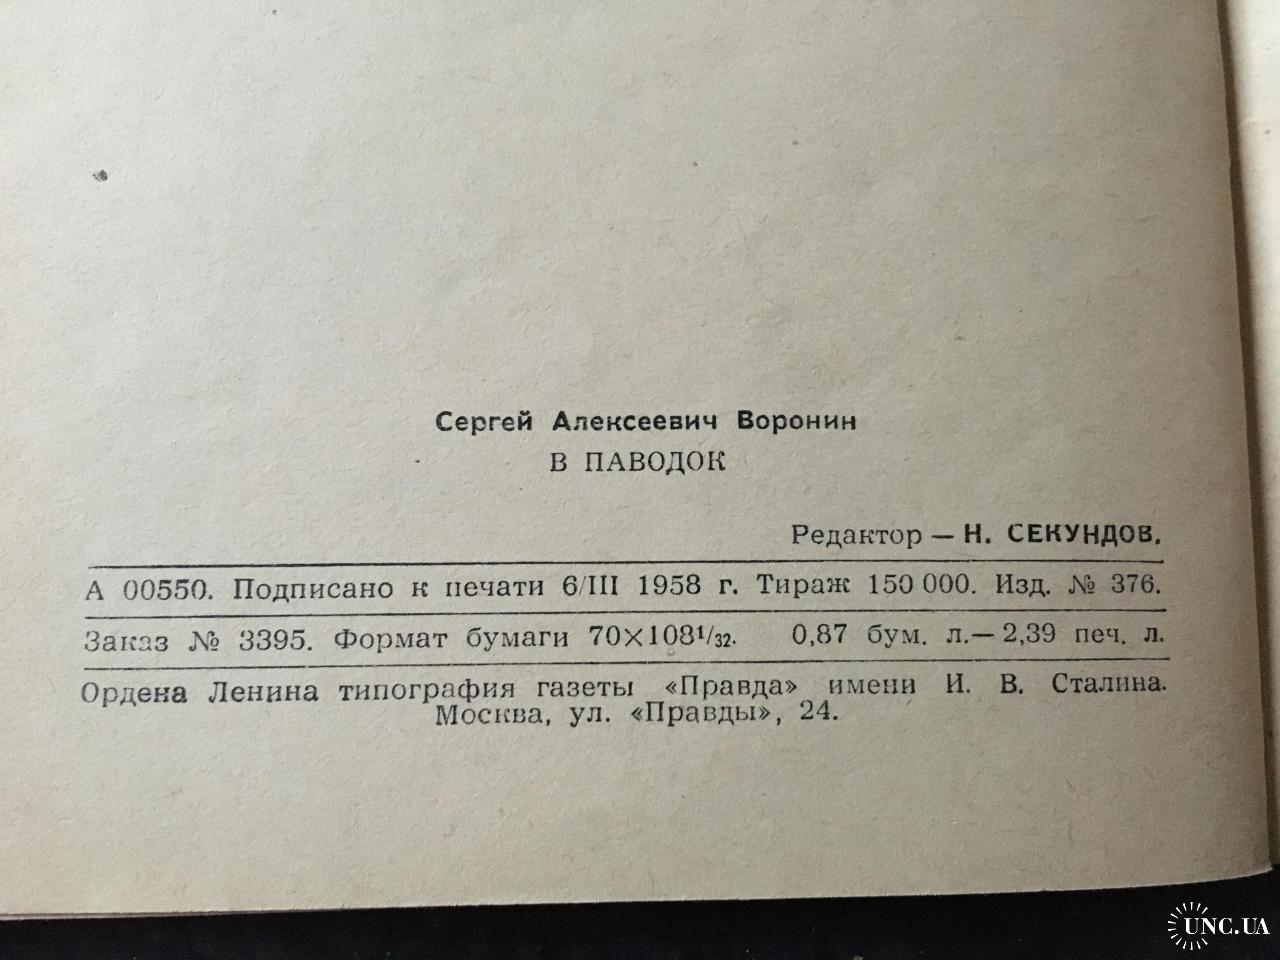 Сергей Алексеевич Воронин
В ПАВОДОК
Редактор — Н. СЕКУНДОВ.
А 00550. Подписано к печати 6/III 1958 г. Тираж 150 000. Изд. № 376.
Заказ № 3395. Формат бумаги 70×108¹/₃₂. 0,87 бум. л.— 2,39 печ. л.
Ордена Ленина типография газеты «Правда» имени И. В. Сталина.
Москва, ул. «Правды», 24.
UNC.UA